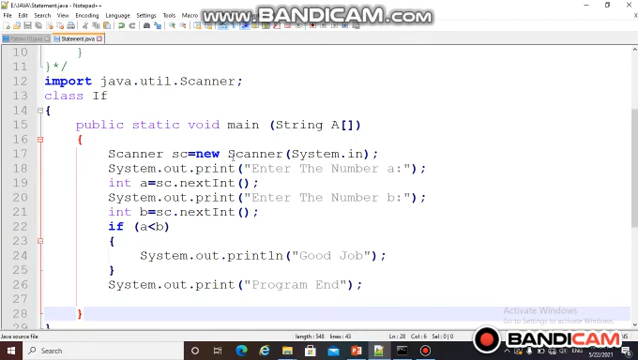 E:\JAVA\Statement.java - Notepad++
www.BANDICAM.com
File Edit Search View Encoding Language Settings Tools Macro Run
Statement.java
10 }
11 }*/
12 import java.util.Scanner;
13 class If
14 {
15 public static void main (String A[])
16 {
17 Scanner sc=new Scanner(System.in);
18 System.out.print("Enter The Number a:");
19 int a=sc.nextInt();
20 System.out.print("Enter The Number b:");
21 int b=sc.nextInt();
22 if (a<b)
23 {
24 System.out.println("Good Job");
25 }
26 System.out.print("Program End");
27
28 }
Activate Windows
Go to Settings to activate Windows.
Java source file length : 548 lines : 43 Ln : 28 Col : 6 Sel : 0 | 0
BANDICAM
Search
5/22/2021